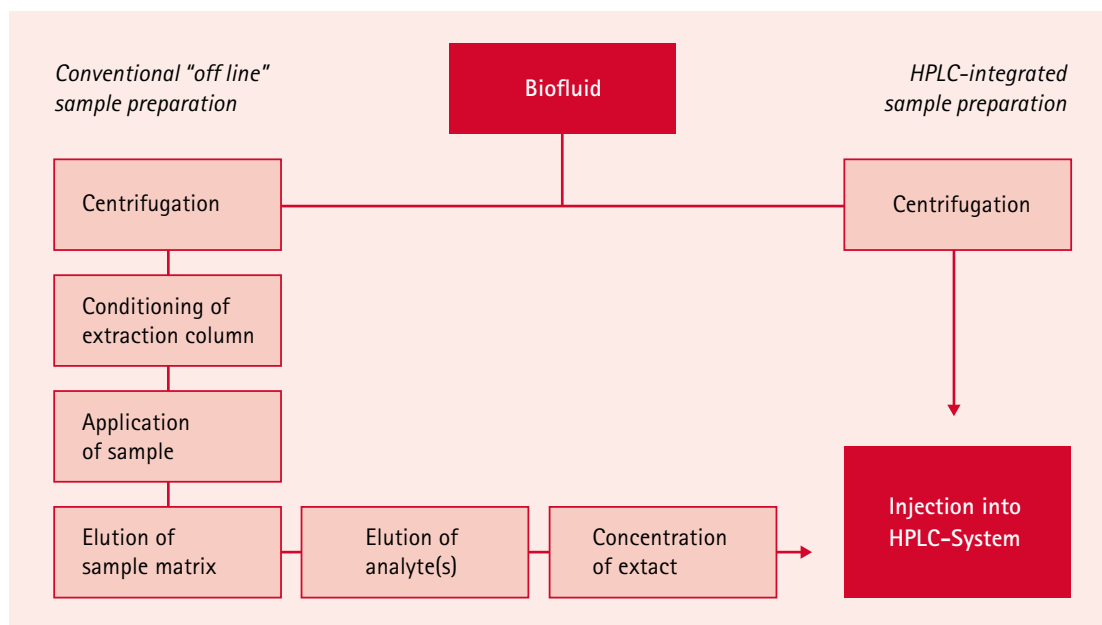 Conventional "off line"
sample preparation
Biofluid
HPLC-integrated
sample preparation
Centrifugation
Centrifugation
Conditioning of
extraction column
Application
of sample
Elution of
sample matrix
Elution of
analyte(s)
Concentration
of extact
Injection into
HPLC-System